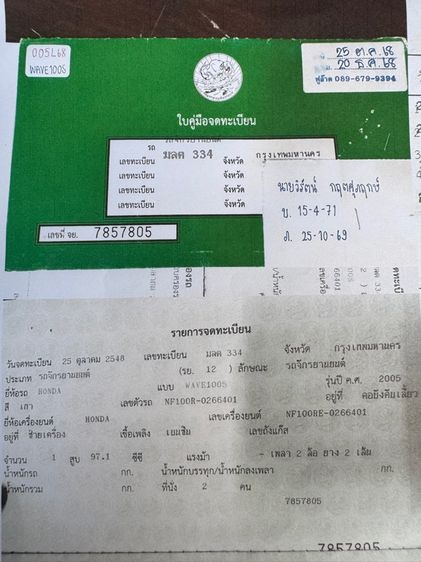 005L68
WAVE100S
25 ต.ค. 68
20 ธ.ค. 68
089-679-9394
ใบคู่มือจดทะเบียน
รถ รถจักรยานยนต์
เลขทะเบียน มลค 334 จังหวัด กรุงเทพมหานคร
เลขทะเบียน จังหวัด
เลขทะเบียน จังหวัด
เลขทะเบียน จังหวัด
เลขที่ จย. 7857805
นายวิรัตน์
บ. 15-4-71
ภ. 25-10-69
รายการจดทะเบียน
วันจดทะเบียน 25 ตุลาคม 2548 เลขทะเบียน มลค 334 จังหวัด กรุงเทพมหานคร
ประเภท รถจักรยานยนต์ (รย. 12 ) ลักษณะ รถจักรยานยนต์
ยี่ห้อรถ HONDA แบบ WAVE100S รุ่นปี ค.ศ. 2005
สี เทา เลขตัวรถ NF100R-0266401 อยู่ที่ คอยึดคันเลี้ยว
ยี่ห้อเครื่องยนต์ HONDA เลขเครื่องยนต์ NF100RE-0266401
อยู่ที่ ซ้ายเครื่อง เชื้อเพลิง เบนซิน เลขถังแก๊ส
จำนวน 1 สูบ 97.1 ซีซี แรงม้า - เพลา 2 ล้อ ยาง 2 เส้น
น้ำหนักรถ กก. น้ำหนักบรรทุก/น้ำหนักลงเพลา กก.
น้ำหนักรวม กก. ที่นั่ง 2 คน
7857805
7857805